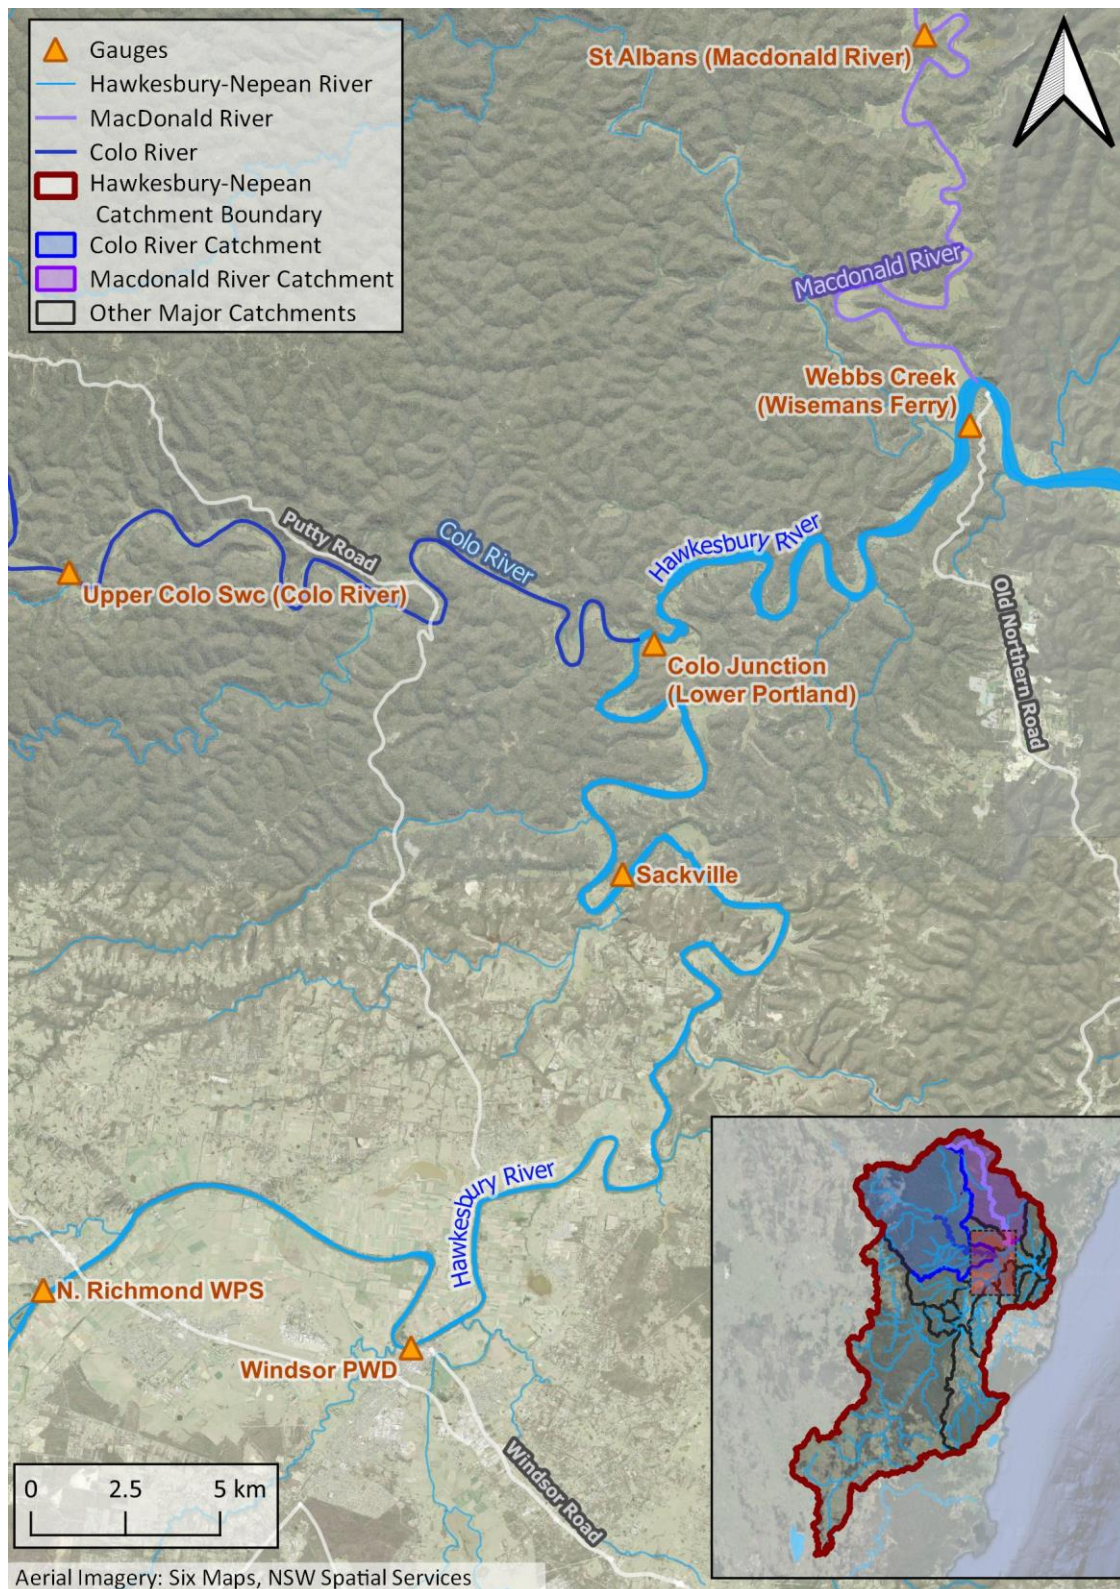 Gauges
Hawkesbury-Nepean River
MacDonald River
Colo River
Hawkesbury-Nepean
Catchment Boundary
Colo River Catchment
Macdonald River Catchment
Other Major Catchments
St Albans (Macdonald River)
Macdonald River
Webbs Creek
(Wisemans Ferry)
Putty Road
Colo River
Hawkesbury River
Upper Colo Swc (Colo River)
Colo Junction
(Lower Portland)
Old Northern Road
Sackville
Hawkesbury River
N. Richmond WPS
Windsor PWD
Windsor Road
0 2.5 5 km
Aerial Imagery: Six Maps, NSW Spatial Services